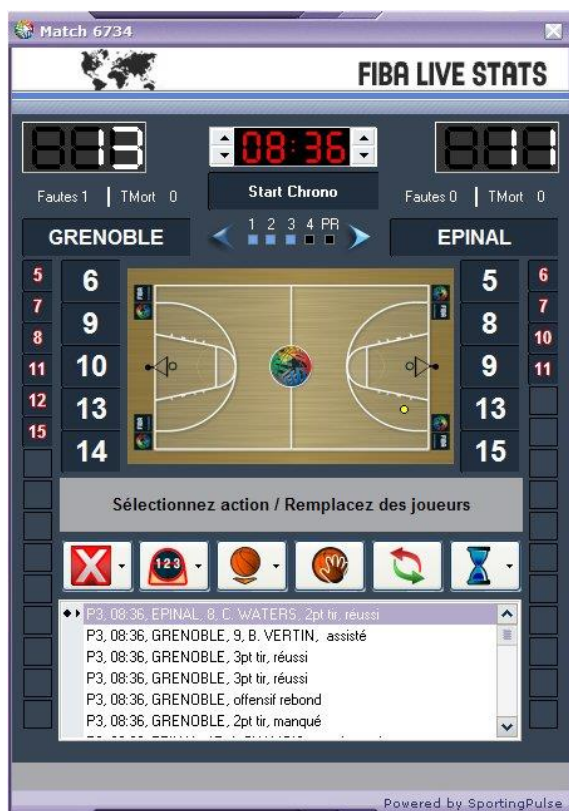 Match 6734
FIBA LIVE STATS
13
08:36
11
Fautes 1 | TMort 0
Start Chrono
Fautes 0 | TMort 0
GRENOBLE
1 2 3 4 PR
EPINAL
5
7
8
11
12
15
6
9
10
13
14
5
8
9
13
15
6
7
10
11
Sélectionnez action / Remplacez des joueurs
123
P3, 08:36, EPINAL, 8, C. WATERS, 2pt tir, réussi
P3, 08:36, GRENOBLE, 9, B. VERTIN, assisté
P3, 08:36, GRENOBLE, 3pt tir, réussi
P3, 08:36, GRENOBLE, 3pt tir, réussi
P3, 08:36, GRENOBLE, offensif rebond
P3, 08:36, GRENOBLE, 2pt tir, manqué
Powered by SportingPulse